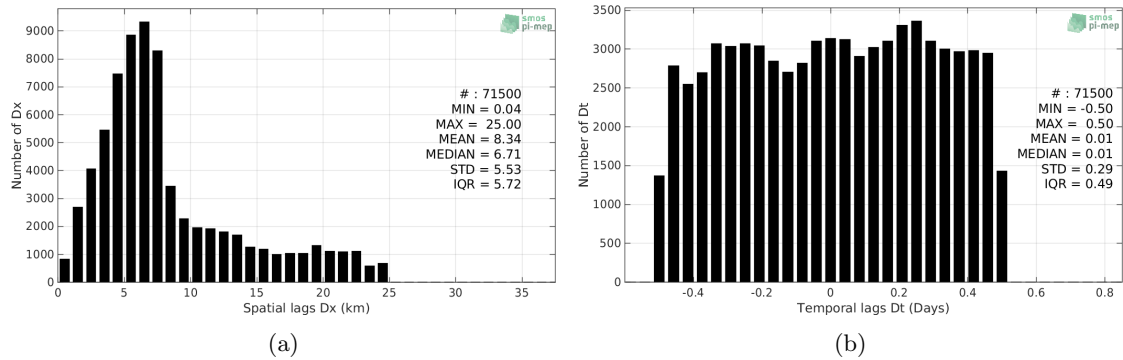 smos
pi-mep
9000
8000
7000
6000
5000
4000
3000
2000
1000
0
Number of Dx
# : 71500
MIN = 0.04
MAX = 25.00
MEAN = 8.34
MEDIAN = 6.71
STD = 5.53
IQR = 5.72
0 5 10 15 20 25 30 35
Spatial lags Dx (km)
(a)
smos
pi-mep
3500
3000
2500
2000
1500
1000
500
0
Number of Dt
# : 71500
MIN = -0.50
MAX = 0.50
MEAN = 0.01
MEDIAN = 0.01
STD = 0.29
IQR = 0.49
-0.4 -0.2 0 0.2 0.4 0.6 0.8
Temporal lags Dt (Days)
(b)